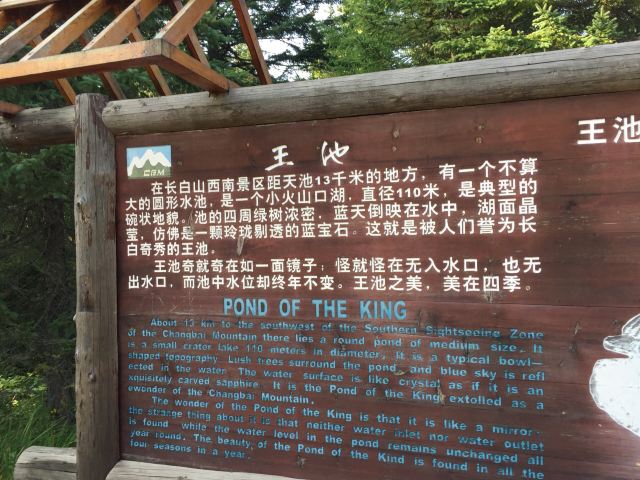 王池
王池
CBM
在长白山西南景区距天池13千米的地方，有一个不算
大的圆形水池，是一个小火山口湖，直径110米，是典型的
碗状地貌。池的四周绿树浓密，蓝天倒映在水中，湖面晶
莹，仿佛是一颗玲珑剔透的蓝宝石。这就是被人们誉为长
白奇秀的王池。
王池奇就奇在如一面镜子；怪就怪在无入水口，也无
出水口，而池中水位却终年不变。王池之美，美在四季。
POND OF THE KING
About 13 km to the southwest of the Southern Sightseeing Zone
of the Changbai Mountain there lies a round pond of medium size. It
is a small crater lake 110 meters in diameter. It is a typical bowl-
shaped topography. Lush trees surround the pond, and blue sky is refl
ected in the water. The water surface is like crystal as if it is an
xquisitely carved sapphire. It is the Pond of the King extolled as a
ewonder of the Changbai Mountain.
The wonder of the Pond of the King is that it is like a mirror;
the strange thing about it is that neither water inlet nor water outlet
is found while the water level in the pond remains unchanged all
year round. The beauty of the Pond of the Kind is found in all the
four seasons in a year.